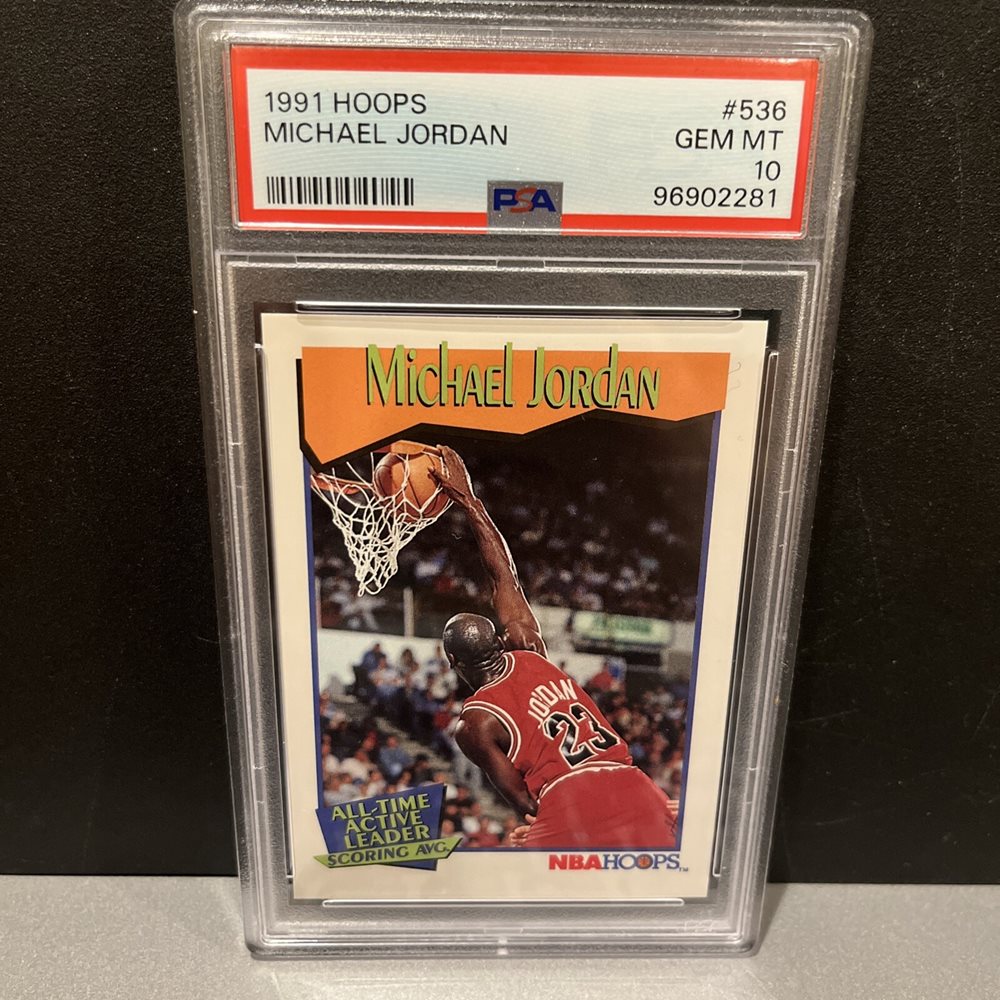 1991 HOOPS
MICHAEL JORDAN
#536
GEM MT
10
96902281
PSA
MICHAEL JORDAN
JORDAN
23
ALL-TIME
ACTIVE
LEADER
SCORING AVG.
NBA HOOPS™